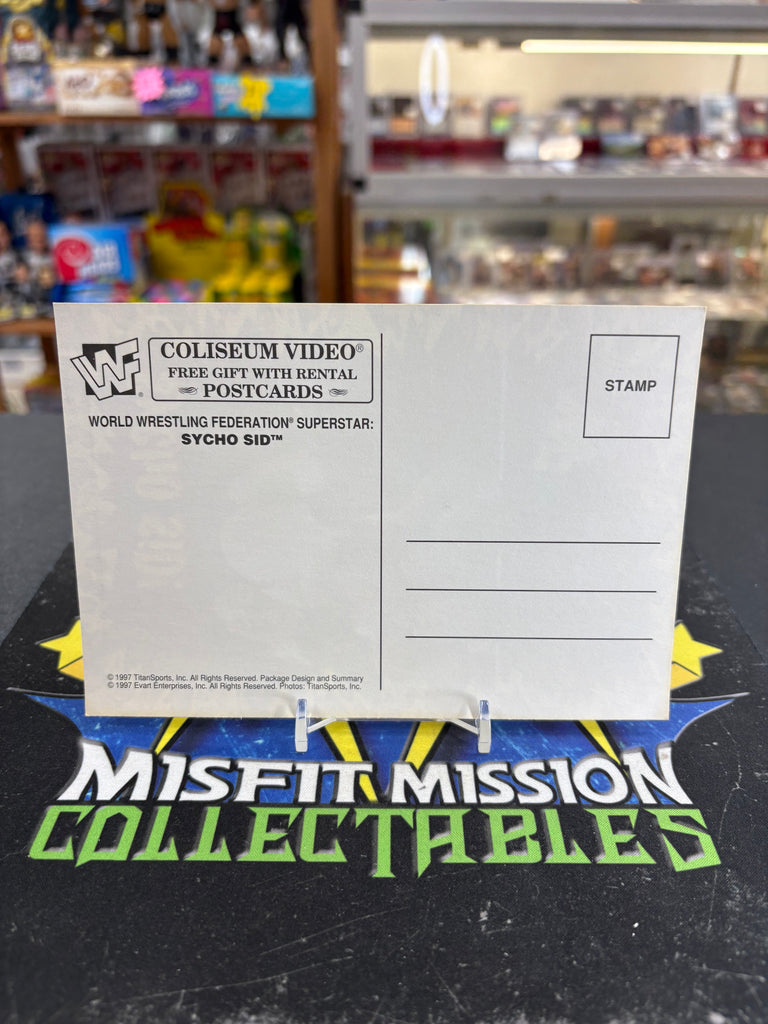 WF
COLISEUM VIDEO®
FREE GIFT WITH RENTAL
POSTCARDS
WORLD WRESTLING FEDERATION® SUPERSTAR:
SYCHO SID™
STAMP
© 1997 TitanSports, Inc. All Rights Reserved. Package Design and Summary
© 1997 Evart Enterprises, Inc. All Rights Reserved. Photos: TitanSports, Inc.
MISFIT MISSION
COLLECTABLES